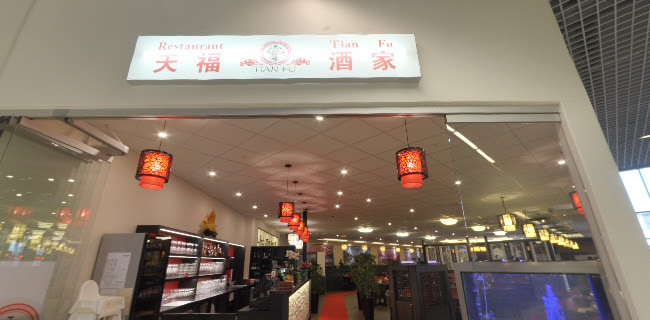 Restaurant Tian Fu
天福 酒家
TIAN FU